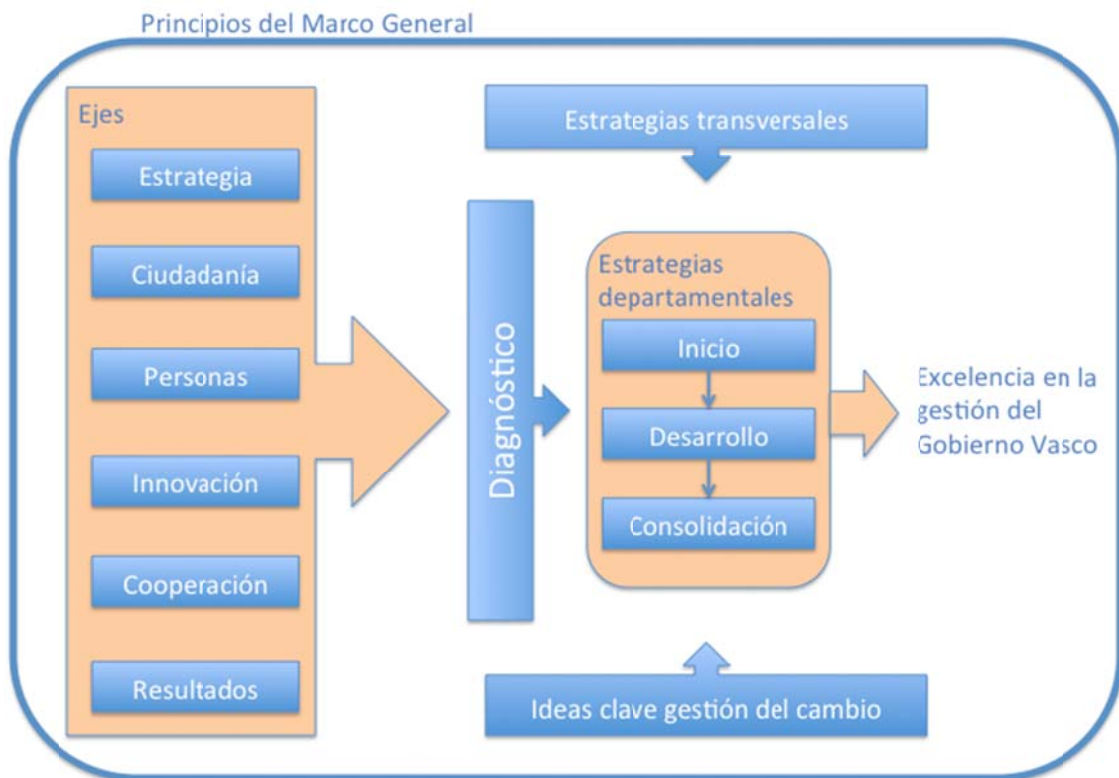 Principios del Marco General
Ejes
Estrategia
Ciudadanía
Personas
Innovación
Cooperación
Resultados
Diagnóstico
Estrategias transversales
Estrategias
departamentales
Inicio
Desarrollo
Consolidación
Ideas clave gestión del cambio
Excelencia en la
gestión del
Gobierno Vasco